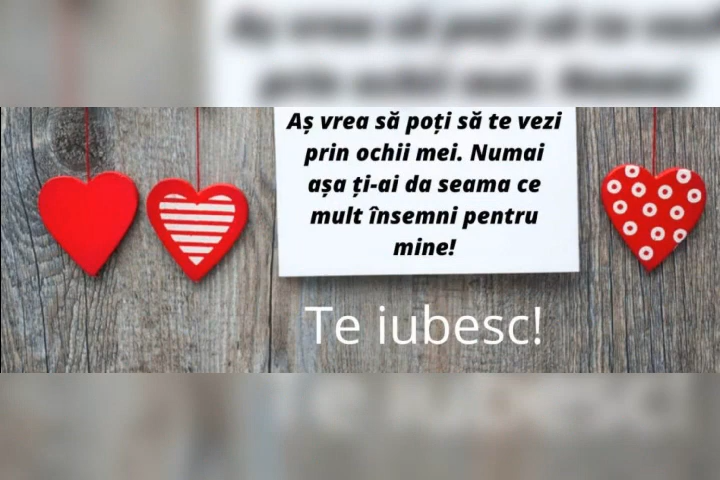 Aș vrea să poți să te vezi
prin ochii mei. Numai
așa ți-ai da seama ce
mult însemni pentru
mine!
Te iubesc!